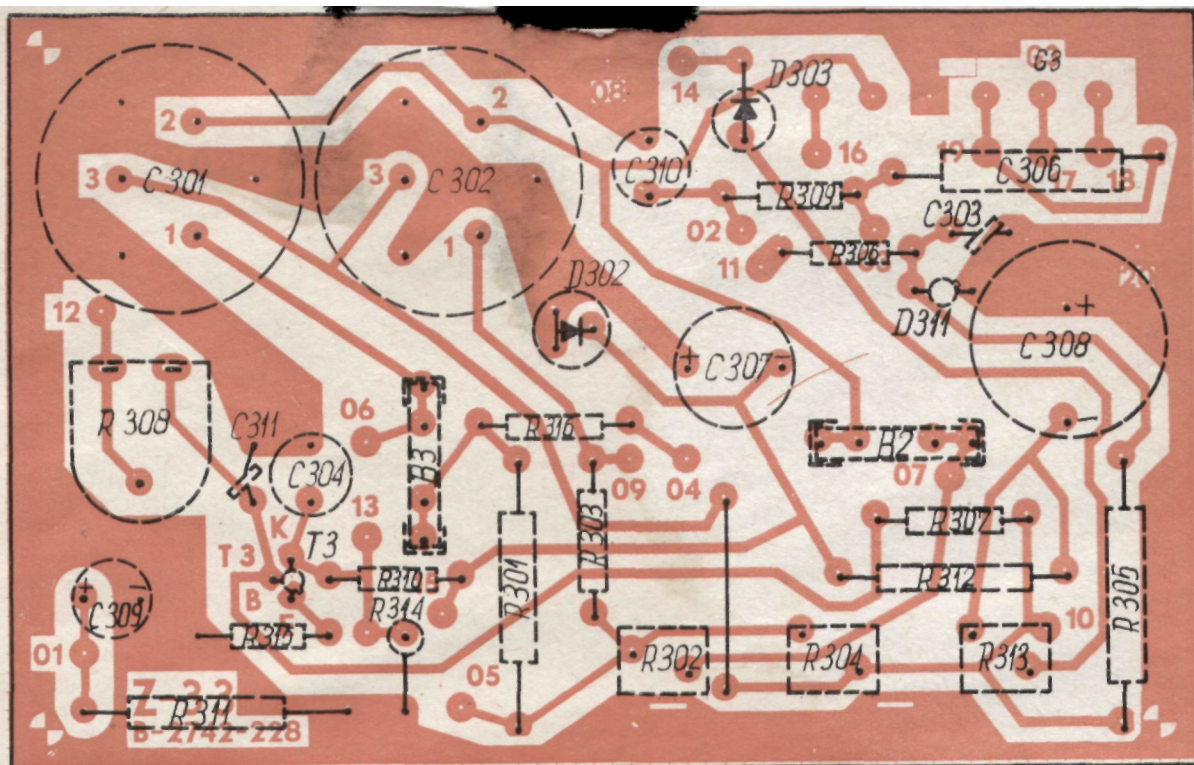 08
D303
G3
2
2
14
16
19
17
18
C310
C306
3
C301
3
C302
R309
C303
1
1
02
R306
11
D302
D311
12
+
C308
+
C307
-
-
R308
C311
06
R316
B2
C304
B3
09
04
07
13
K
R303
R307
T3
T3
R301
R310
B
R312
B
E
R305
+
-
C309
R314
R315
10
01
R302
R304
R313
05
Z
R311
B-2742-228